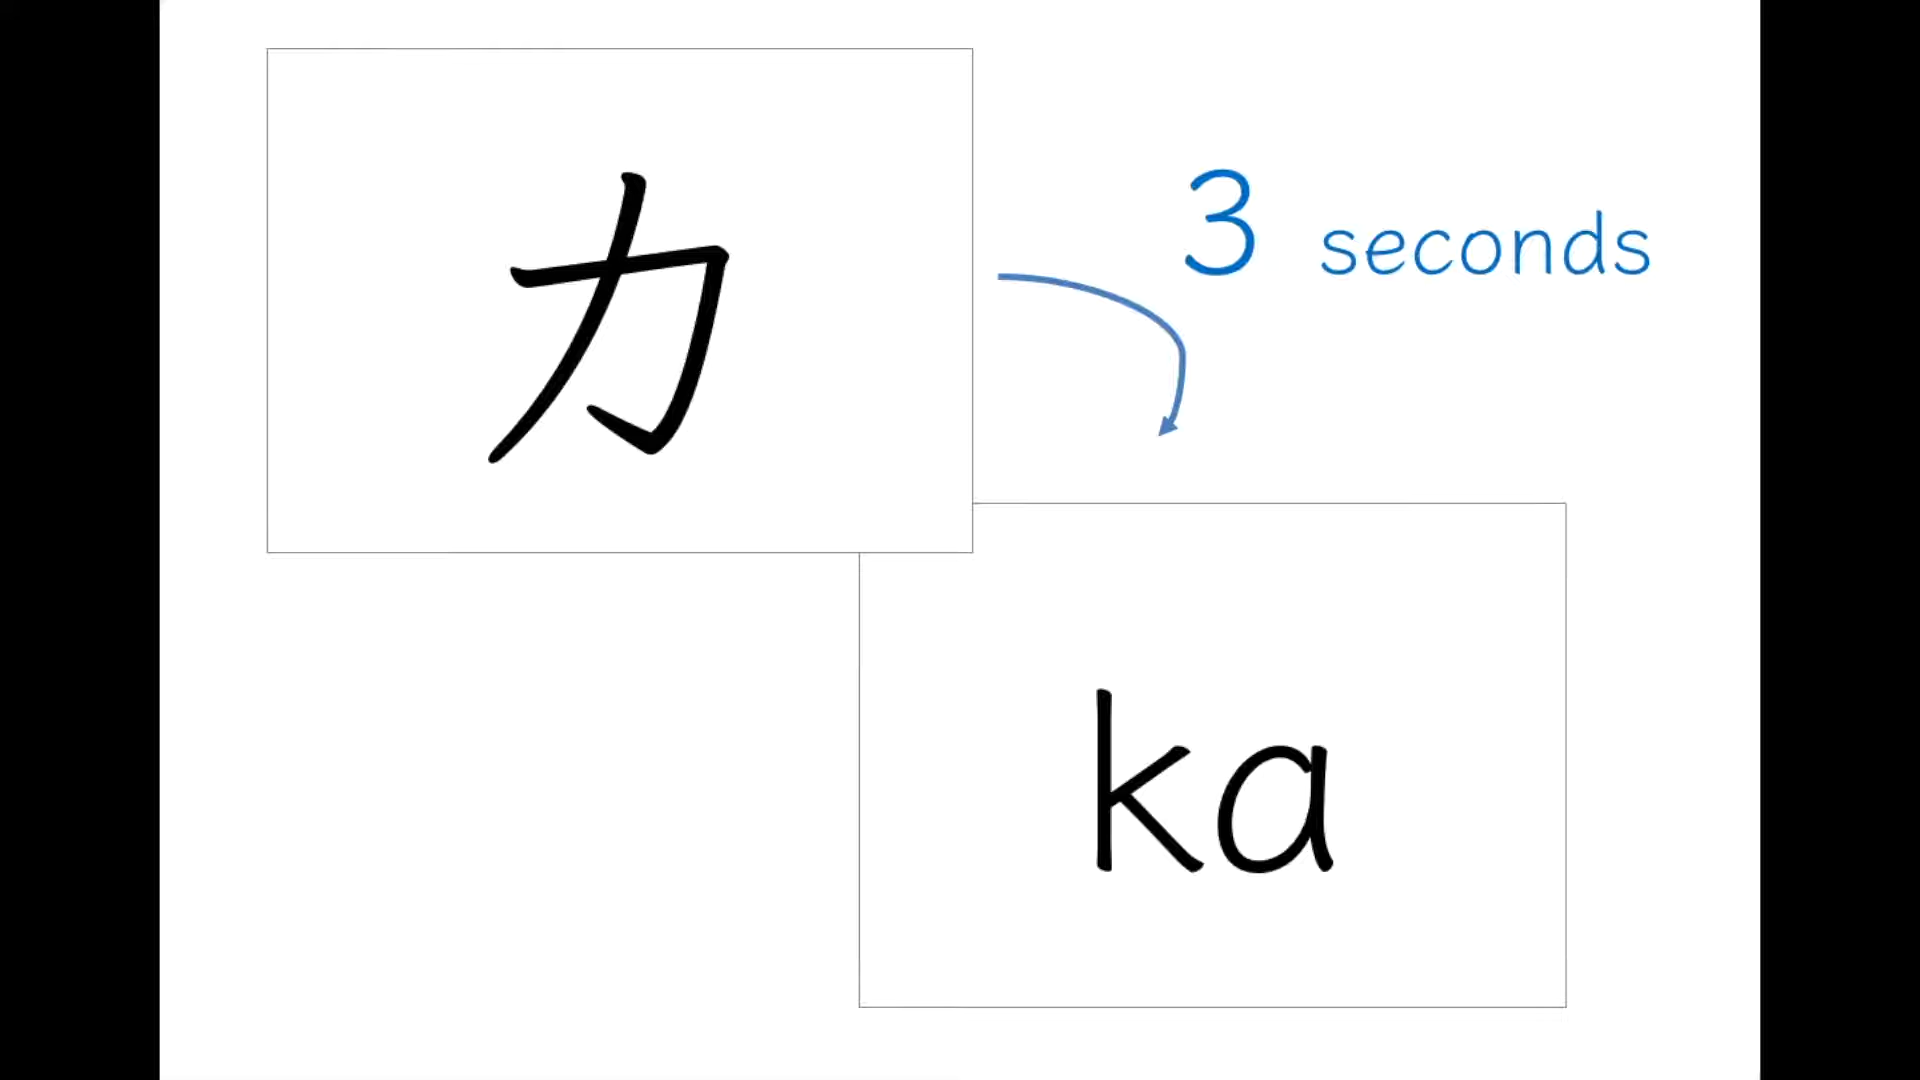 カ
3 seconds
ka